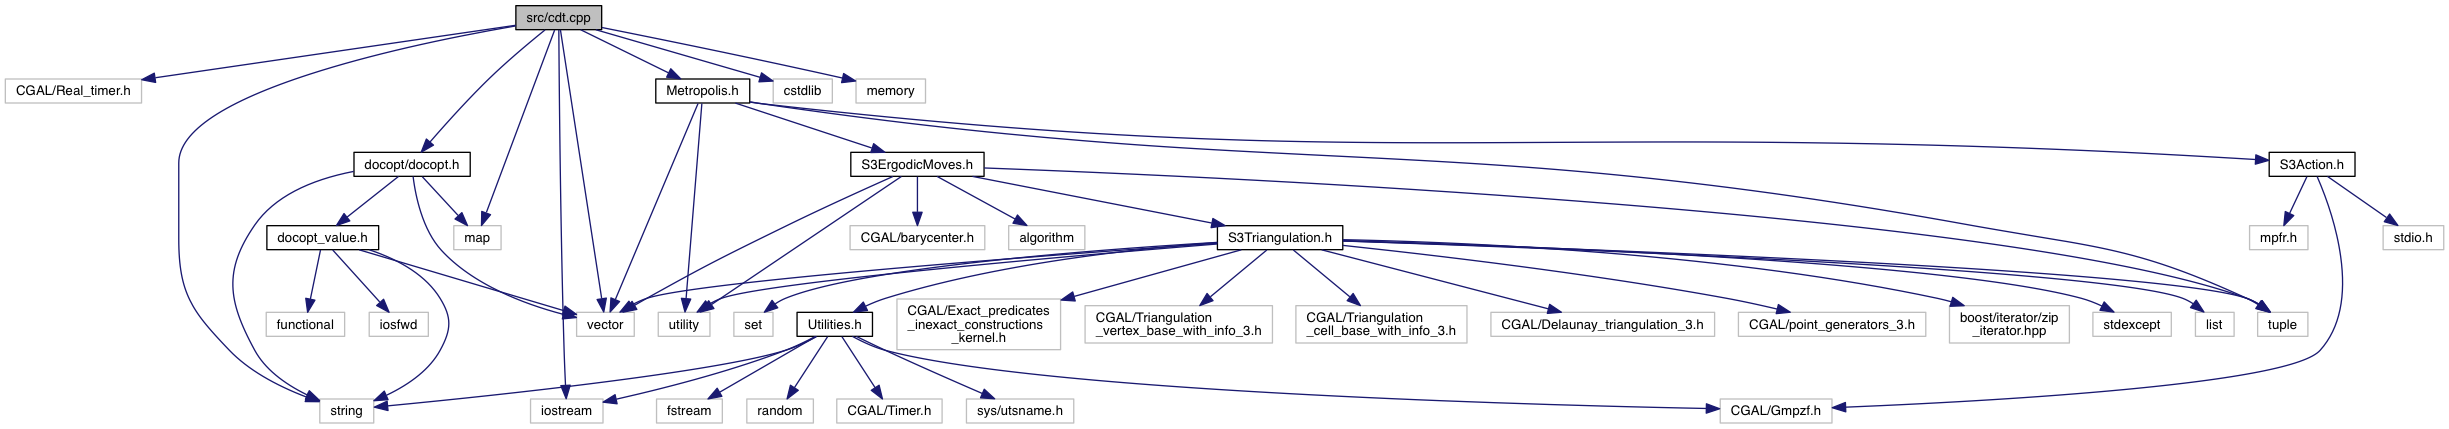 src/cdt.cpp
CGAL/Real_timer.h
Metropolis.h
cstdlib
memory
docopt/docopt.h
S3ErgodicMoves.h
S3Action.h
docopt_value.h
map
CGAL/barycenter.h
algorithm
S3Triangulation.h
mpfr.h
stdio.h
functional
iosfwd
vector
utility
set
Utilities.h
CGAL/Exact_predicates
_inexact_constructions
_kernel.h
CGAL/Triangulation
_vertex_base_with_info_3.h
CGAL/Triangulation
_cell_base_with_info_3.h
CGAL/Delaunay_triangulation_3.h
CGAL/point_generators_3.h
boost/iterator/zip
_iterator.hpp
stdexcept
list
tuple
string
iostream
fstream
random
CGAL/Timer.h
sys/utsname.h
CGAL/Gmpzf.h